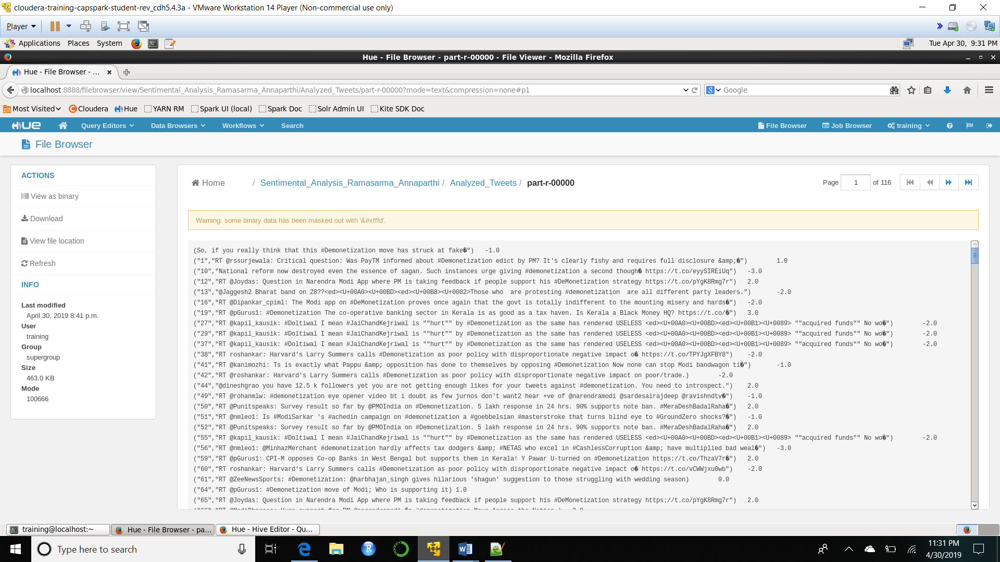 cloudera-training-capspark-student-rev_cdh5.4.3a - VMware Workstation 14 Player (Non-commercial use only)
Player
Applications Places System Tue Apr 30, 9:31 PM
Hue - File Browser - part-r-00000 - File Viewer - Mozilla Firefox
Hue - File Browser - ...
localhost:8888/filebrowser/view/Sentimental_Analysis_Ramasarma_Annaparthi/Analyzed_Tweets/part-r-00000?mode=text&compression=none#p1 Google
Most Visited Cloudera Hue YARN RM Spark UI (local) Spark Doc Solr Admin UI Kite SDK Doc
HUE Query Editors Data Browsers Workflows Search File Browser Job Browser training
File Browser
ACTIONS
View as binary
Download
View file location
Refresh
INFO
Last modified
April 30, 2019 8:41 p.m.
User
training
Group
supergroup
Size
463.0 KB
Mode
100666
Home / Sentimental_Analysis_Ramasarma_Annaparthi / Analyzed_Tweets / part-r-00000 Page 1 of 116
Warning: some binary data has been masked out with '&#xfffd'.
(So, if you really think that this #Demonetization move has struck at fake�") -1.0
("1","RT @rssurjewala: Critical question: Was PayTM informed about #Demonetization edict by PM? It's clearly fishy and requires full disclosure &amp;�") 1.0
("10","National reform now destroyed even the essence of sagan. Such instances urge giving #demonetization a second though� https://t.co/eyySIREiUq") -3.0
("12","RT @Joydas: Question in Narendra Modi App where PM is taking feedback if people support his #DeMonetization strategy https://t.co/pYgK8Rmg7r") 2.0
("13","@Jaggesh2 Bharat band on 28??<ed><U+00A0><U+00BD><ed><U+00B8><U+0082>Those who  are protesting #demonetization  are all different party leaders.") -2.0
("16","RT @Dipankar_cpiml: The Modi app on #DeMonetization proves once again that the govt is totally indifferent to the mounting misery and hards�") -2.0
("19","RT @pGurus1: #Demonetization The co-operative banking sector in Kerala is as good as a tax haven. Is Kerala a Black Money HQ? https://t.co/�") 3.0
("27","RT @kapil_kausik: #Doltiwal I mean #JaiChandKejriwal is ""hurt"" by #Demonetization as the same has rendered USELESS <ed><U+00A0><U+00BD><ed><U+00B1><U+0089> ""acquired funds"" No wo�") -2.0
("29","RT @kapil_kausik: #Doltiwal I mean #JaiChandKejriwal is ""hurt"" by #Demonetization as the same has rendered USELESS <ed><U+00A0><U+00BD><ed><U+00B1><U+0089> ""acquired funds"" No wo�") -2.0
("37","RT @kapil_kausik: #Doltiwal I mean #JaiChandKejriwal is ""hurt"" by #Demonetization as the same has rendered USELESS <ed><U+00A0><U+00BD><ed><U+00B1><U+0089> ""acquired funds"" No wo�") -2.0
("38","RT roshankar: Harvard's Larry Summers calls #Demonetization as poor policy with disproportionate negative impact o� https://t.co/TPYJgXFBY8") -2.0
("41","RT @kanimozhi: Ts is exactly what Pappu &amp; opposition has done to themselves by opposing #Demonetization Now none can stop Modi bandwagon ti�") -1.0
("42","RT @roshankar: Harvard's Larry Summers calls #Demonetization as poor policy with disproportionate negative impact on poor/trade.) -2.0
("44","@dineshgrao you have 12.5 k followers yet you are not getting enough likes for your tweets against #demonetization. You need to introspect.") 2.0
("49","RT @rohanmlw: #demonetization eye opener video bt i doubt as few jurnos don't want2 hear +ve of @narendramodi @sardesairajdeep @ravishndtv�") -1.0
("50","RT @Punitspeaks: Survey result so far by @PMOIndia on #Demonetization. 5 lakh response in 24 hrs. 90% supports note ban. #MeraDeshBadalRaha�") 2.0
("51","RT @nmleo1: Is #ModiSarkar 's #achedin campaign on #demonetization a #goebbelsian #masterstroke that turns blind eye to #GroundZero shocks?�") -1.0
("52","RT @Punitspeaks: Survey result so far by @PMOIndia on #Demonetization. 5 lakh response in 24 hrs. 90% supports note ban. #MeraDeshBadalRaha�") 2.0
("55","RT @kapil_kausik: #Doltiwal I mean #JaiChandKejriwal is ""hurt"" by #Demonetization as the same has rendered USELESS <ed><U+00A0><U+00BD><ed><U+00B1><U+0089> ""acquired funds"" No wo�") -2.0
("56","RT @nmleo1: @MinhazMerchant #demonetization hardly affects tax dodgers &amp; #NETAS who excel in #CashlessCorruption &amp; have multiplied bad weal�") -3.0
("59","RT @pGurus1: CPI-M opposes Co-op Banks in West Bengal but supports them in Kerala! Y Pawar U-turned on #Demonetization https://t.co/ThzaV7r�") 2.0
("60","RT roshankar: Harvard's Larry Summers calls #Demonetization as poor policy with disproportionate negative impact o� https://t.co/vCWWjxu0wb") -2.0
("61","RT @ZeeNewsSports: #Demonetization: @harbhajan_singh gives hilarious 'shagun' suggestion to those struggling with wedding season) 0.0
("64","RT @pGurus1: #Demonetization move of Modi; Who is supporting it) 1.0
("65","RT @Joydas: Question in Narendra Modi App where PM is taking feedback if people support his #DeMonetization strategy https://t.co/pYgK8Rmg7r") 2.0
training@localhost:~ Hue - File Browser - pa... Hue - Hive Editor - Qu...
Type here to search
11:31 PM
4/30/2019